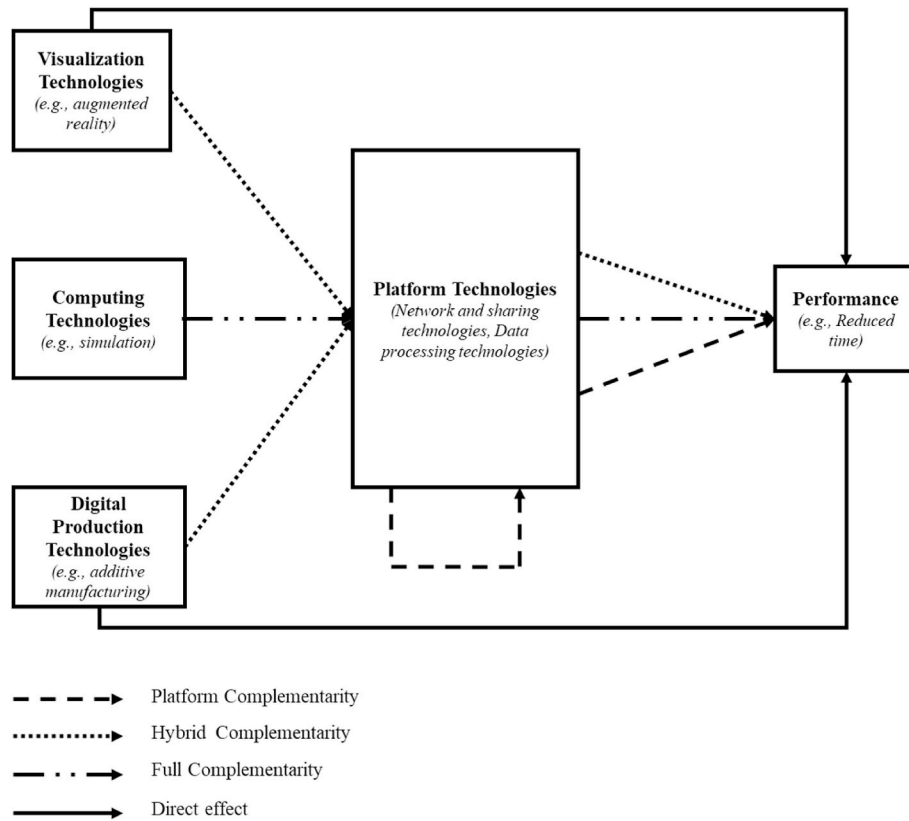 Visualization
Technologies
(e.g., augmented
reality)
Computing
Technologies
(e.g., simulation)
Digital
Production
Technologies
(e.g., additive
manufacturing)
Platform Technologies
(Network and sharing
technologies, Data
processing technologies)
Performance
(e.g., Reduced
time)
Platform Complementarity
Hybrid Complementarity
Full Complementarity
Direct effect